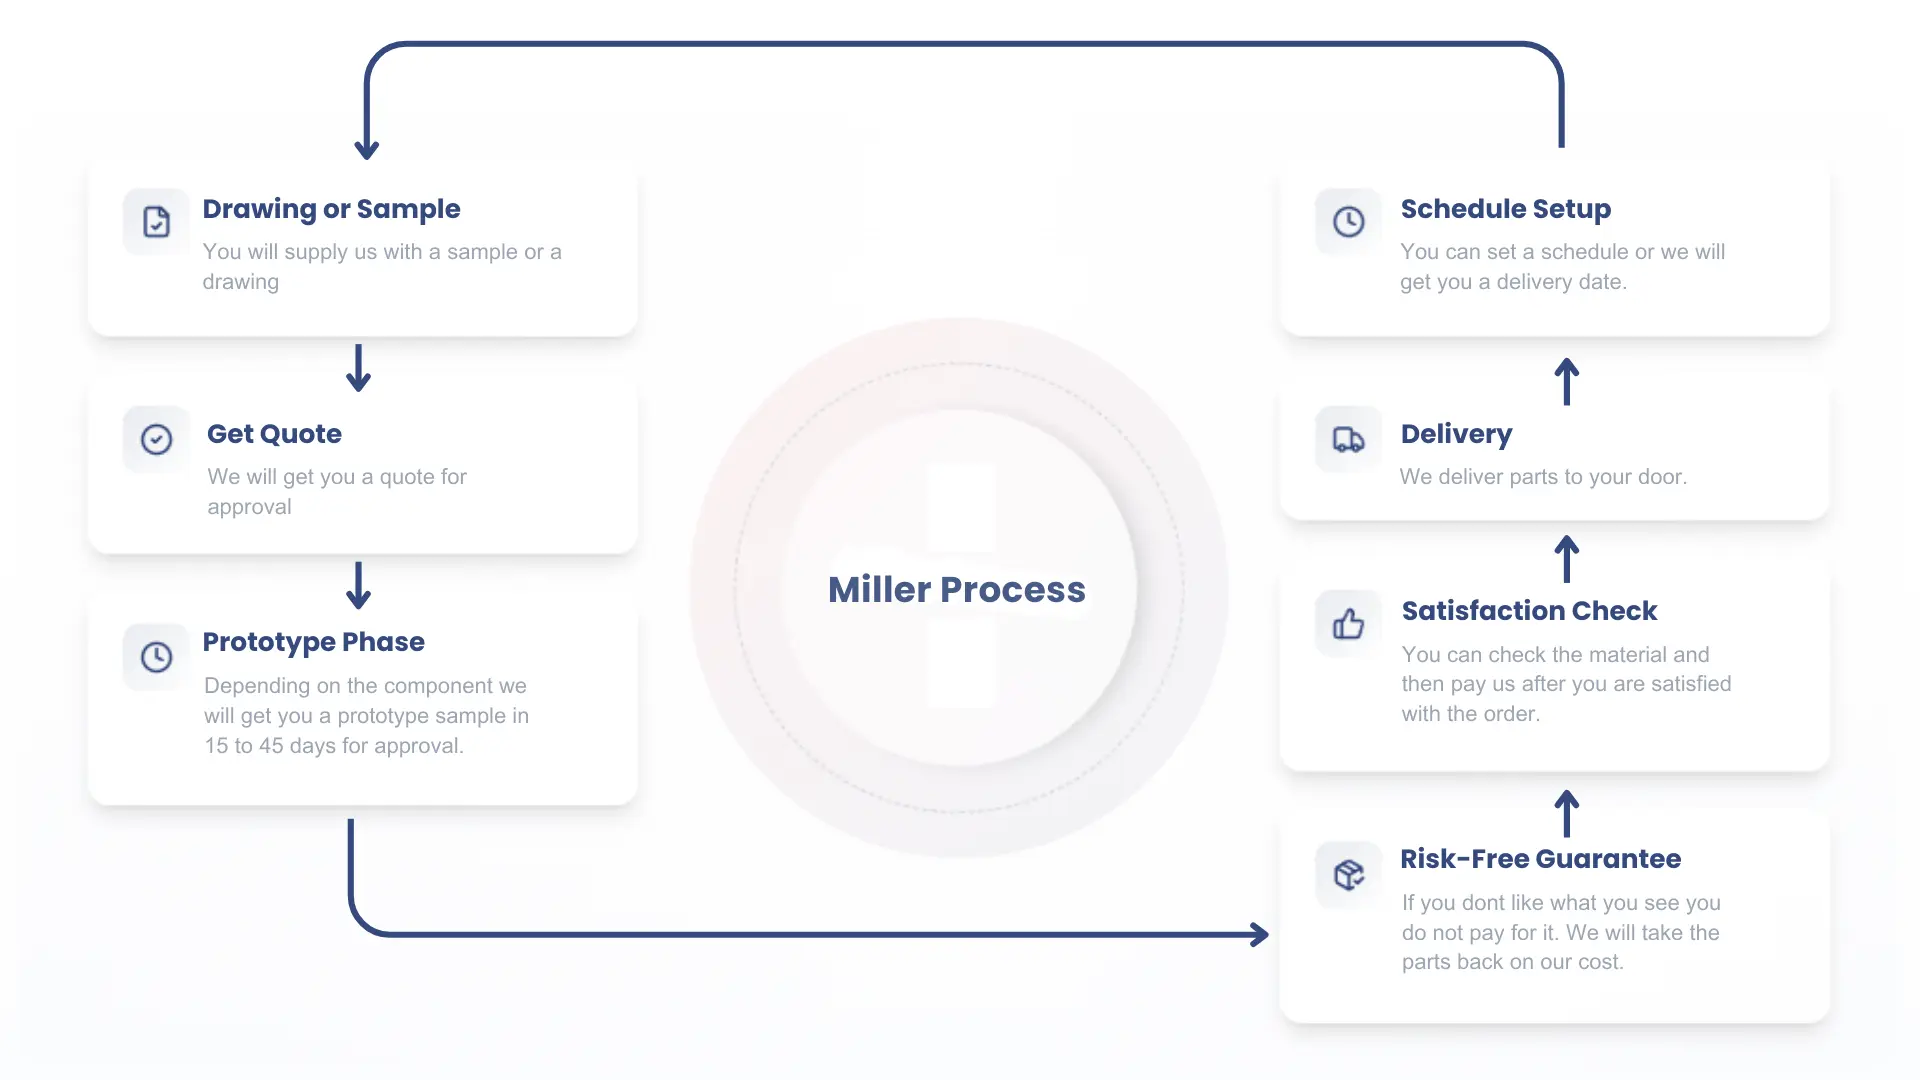 Drawing or Sample
You will supply us with a sample or a
drawing
Get Quote
We will get you a quote for
approval
Prototype Phase
Depending on the component we
will get you a prototype sample in
15 to 45 days for approval.
Miller Process
Schedule Setup
You can set a schedule or we will
get you a delivery date.
Delivery
We deliver parts to your door.
Satisfaction Check
You can check the material and
then pay us after you are satisfied
with the order.
Risk-Free Guarantee
If you dont like what you see you
do not pay for it. We will take the
parts back on our cost.